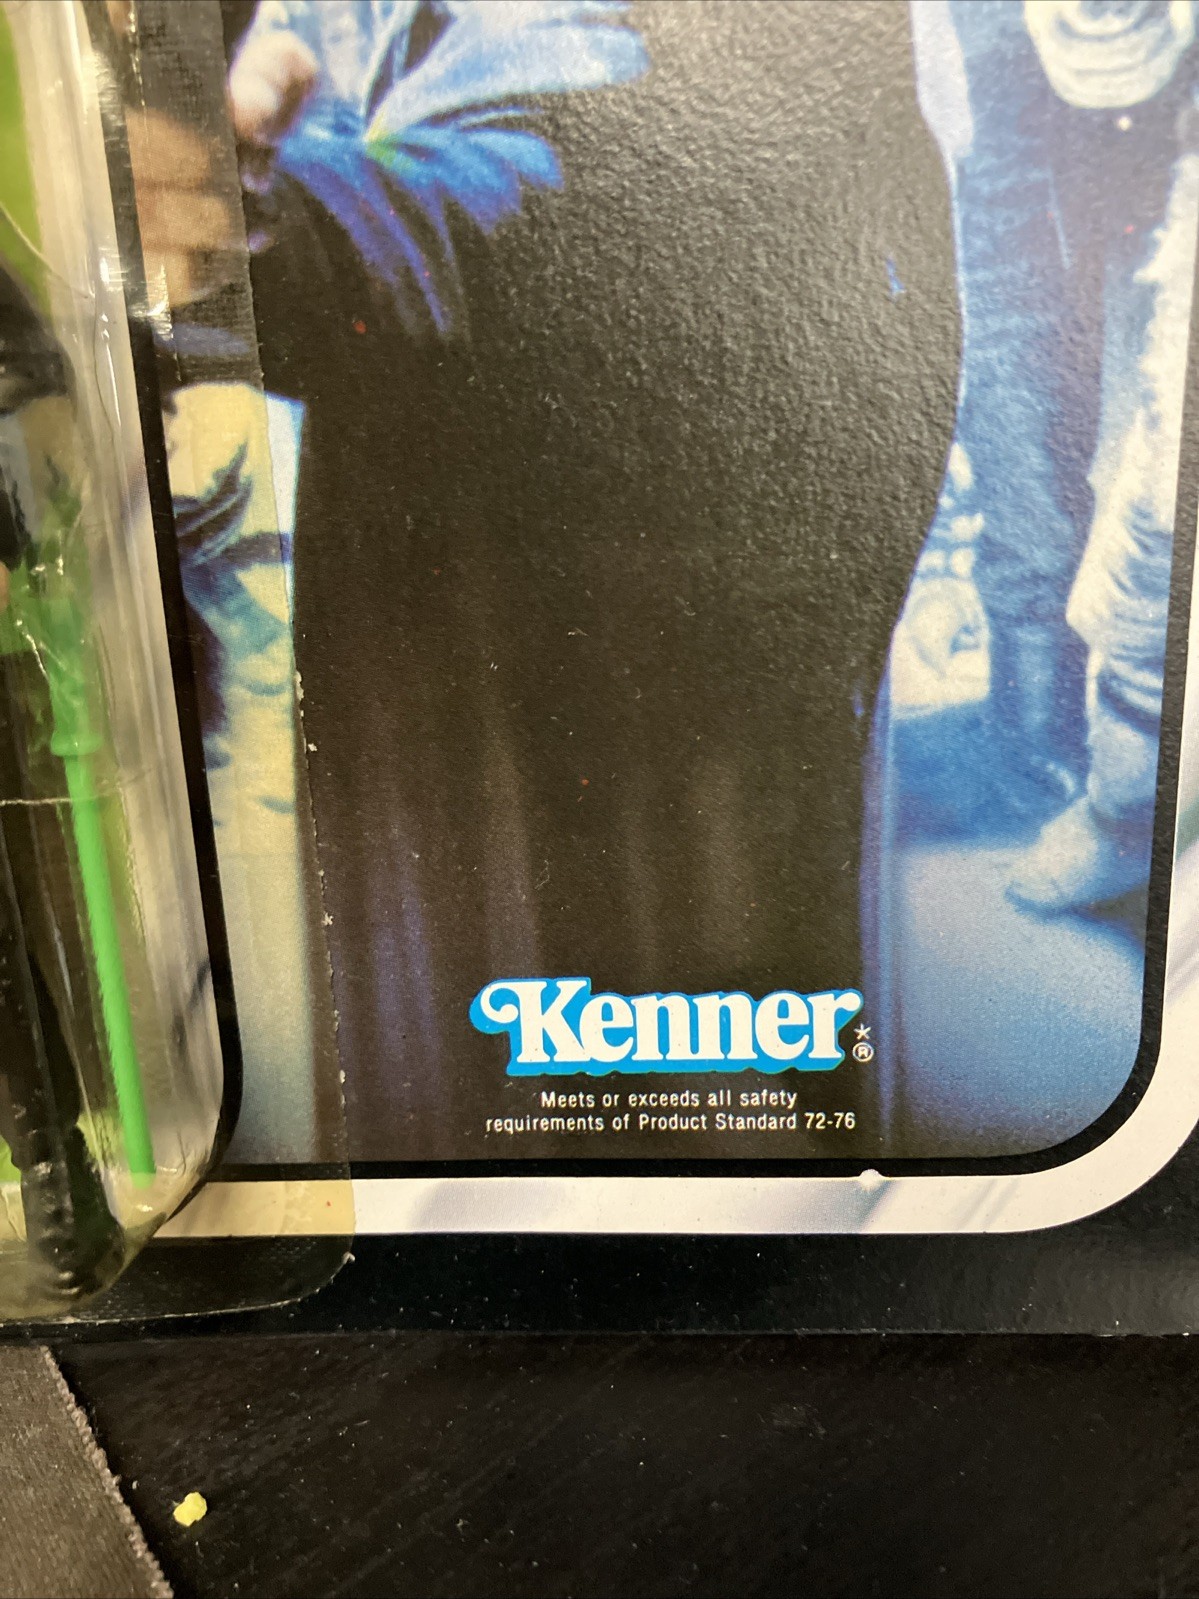 Kenner*®
Meets or exceeds all safety
requirements of Product Standard 72-76